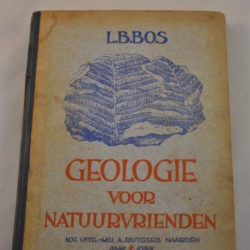 I.B.BOS
GEOLOGIE
VOOR
NATUURVRIENDEN
N.V. UITG.-MIJ. A. RUTGERS NAARDEN